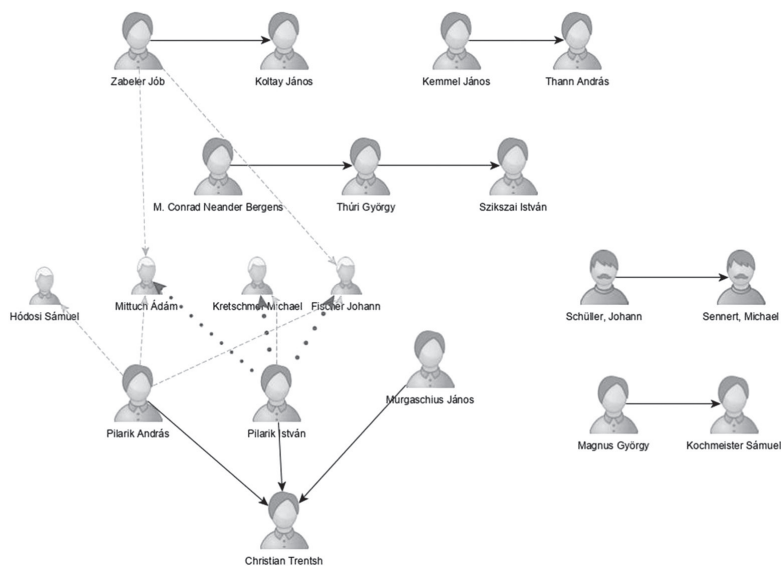 Zabeler Jób
Koltay János
Kemmel János
Thann András
M. Conrad Neander Bergens
Thúri György
Szikszai István
Hódosi Sámuel
Mittuch Ádám
Kretschmer Michael
Fischer Johann
Schüller, Johann
Sennert, Michael
Pilarik András
Pilarik István
Murgaschius János
Magnus György
Kochmeister Sámuel
Christian Trentsh